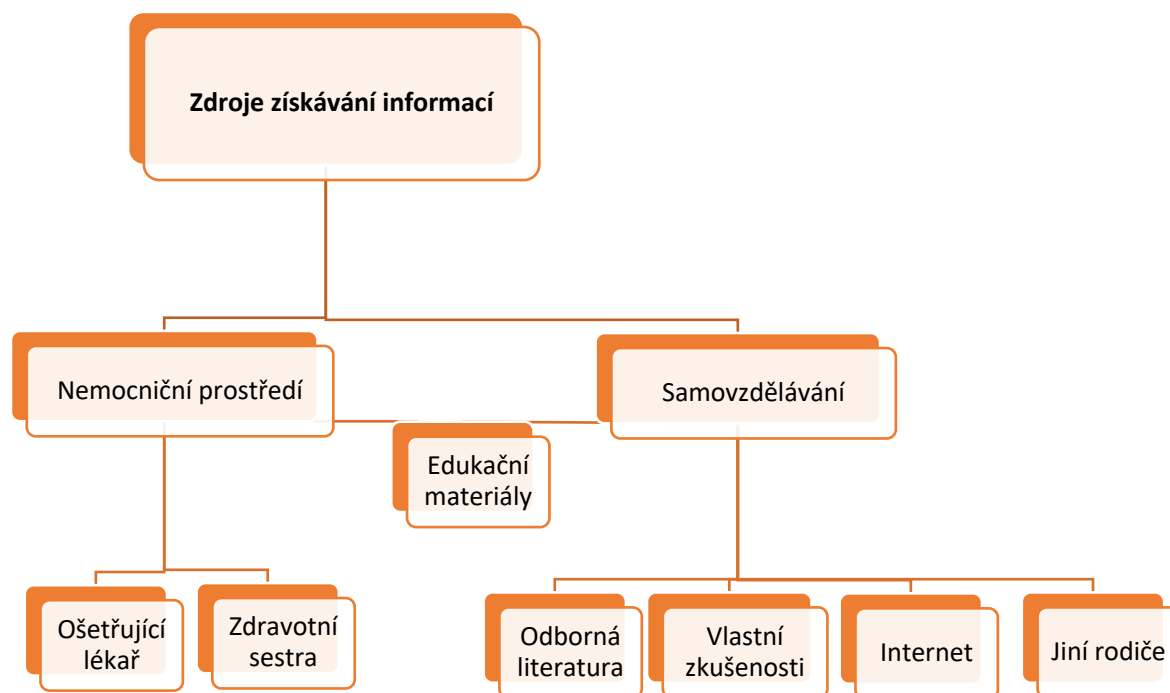 Zdroje získávání informací
Nemocniční prostředí
Samovzdělávání
Edukační
materiály
Ošetřující
lékař
Zdravotní
sestra
Odborná
literatura
Vlastní
zkušenosti
Internet
Jiní rodiče